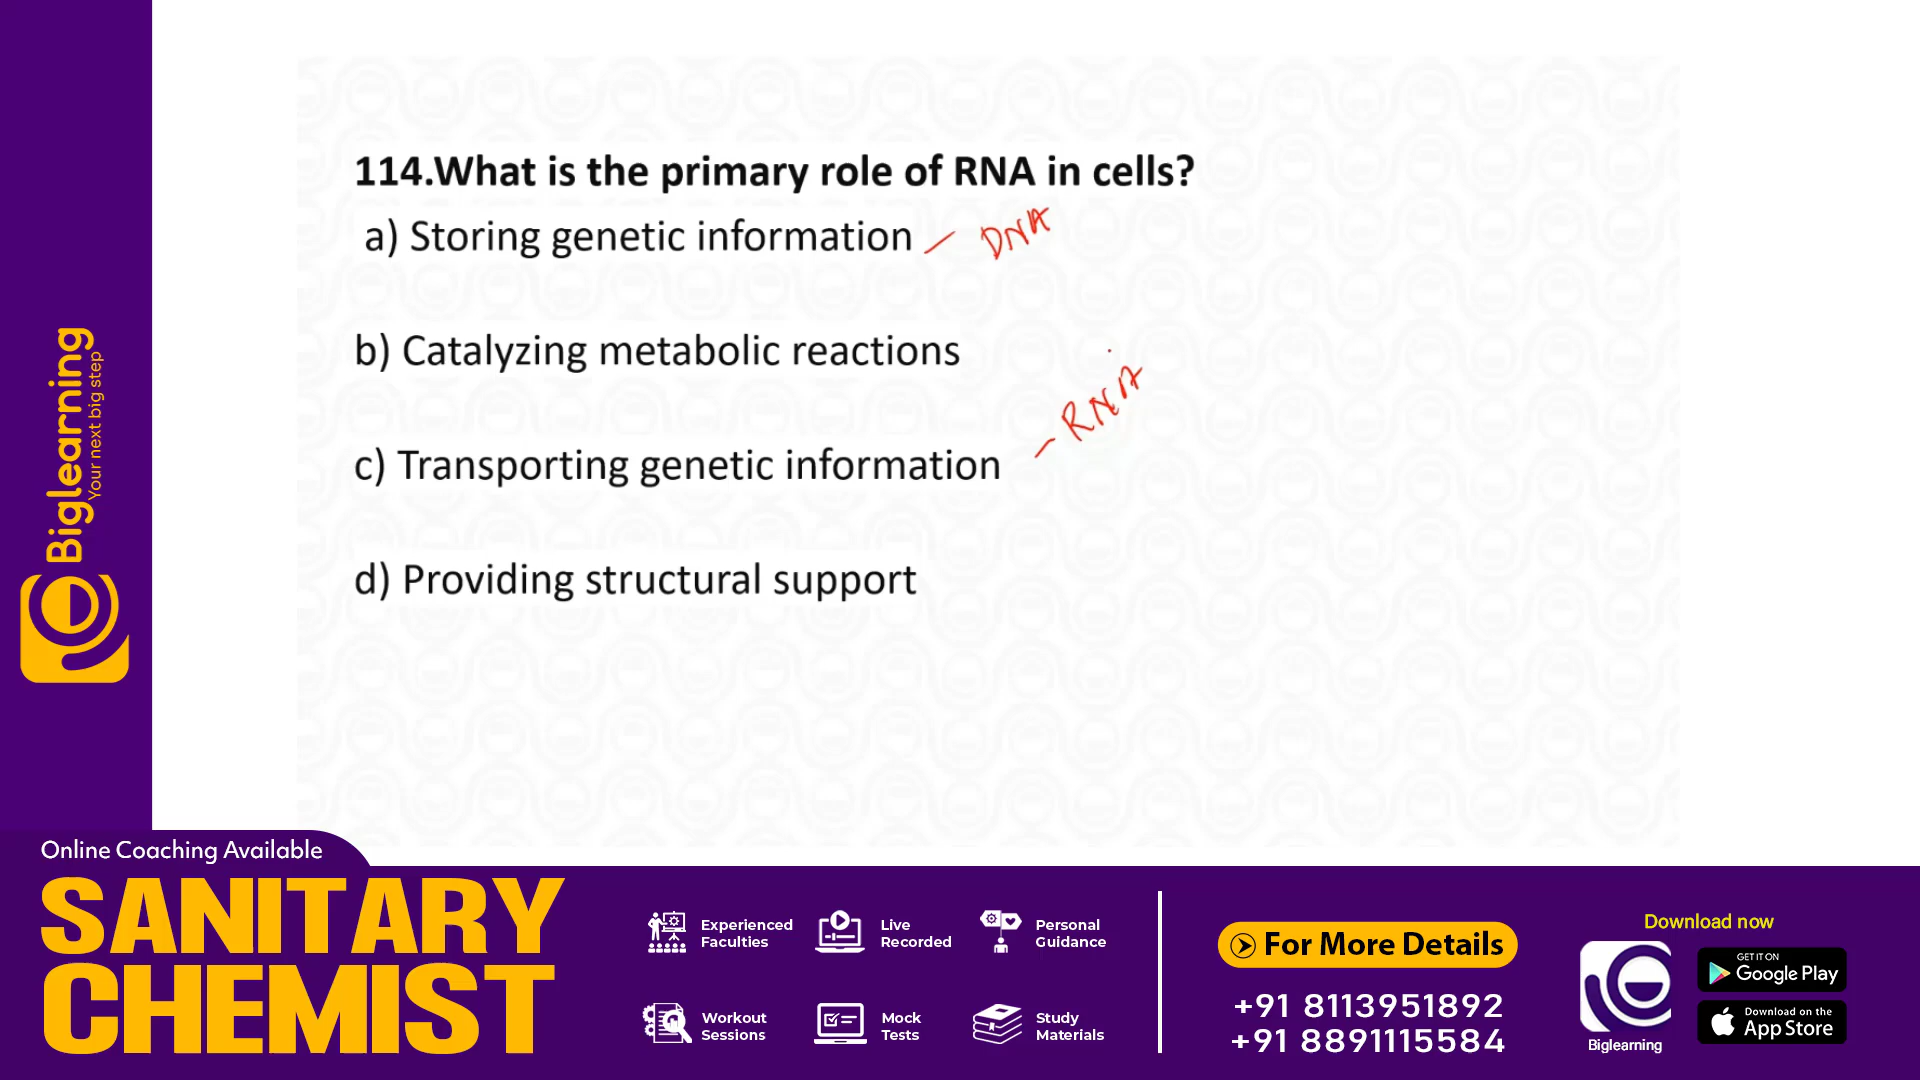 114.What is the primary role of RNA in cells?
a) Storing genetic information – DNA
b) Catalyzing metabolic reactions
– RNA
c) Transporting genetic information
d) Providing structural support
Biglearning
Your next big step
Online Coaching Available
SANITARY
CHEMIST
Experienced
Faculties
Live
Recorded
Personal
Guidance
Workout
Sessions
Mock
Tests
Study
Materials
For More Details
+91 8113951892
+91 8891115584
Download now
Biglearning
GET IT ON
Google Play
Download on the
App Store